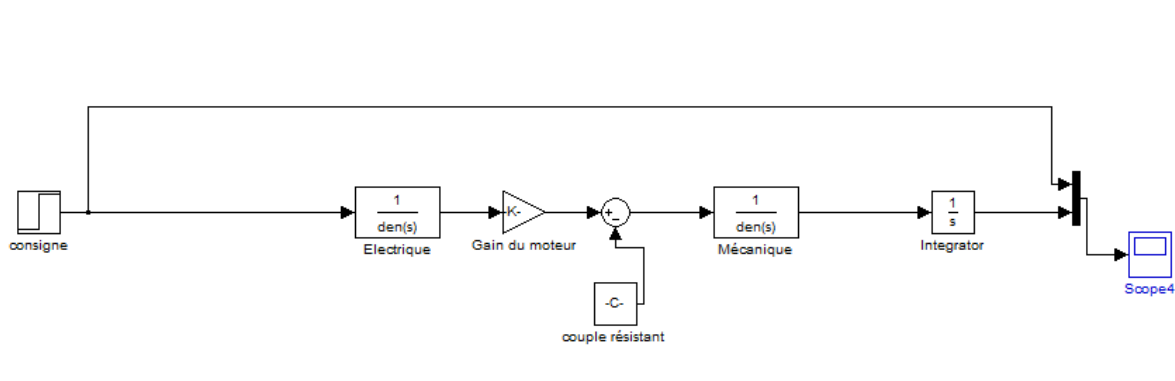 consigne
1
den(s)
Electrique
-K-
Gain du moteur
+
_
-C-
couple résistant
1
den(s)
Mécanique
1
s
Integrator
Scope4